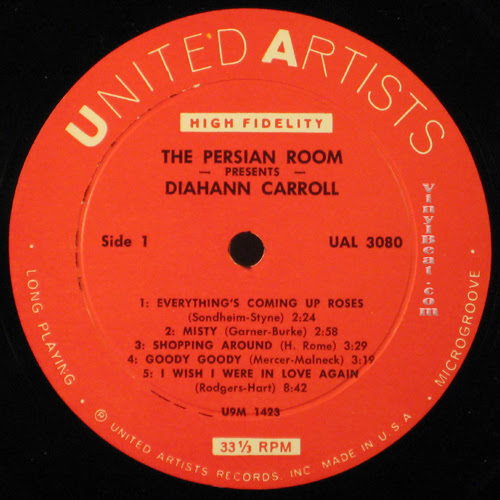 UNITED ARTISTS
HIGH FIDELITY
THE PERSIAN ROOM
— PRESENTS —
DIAHANN CARROLL
Side 1
UAL 3080
VinylBeat.com
1: EVERYTHING'S COMING UP ROSES
(Sondheim-Styne) 2:24
2: MISTY (Garner-Burke) 2:58
3: SHOPPING AROUND (H. Rome) 3:29
4: GOODY GOODY (Mercer-Malneck) 3:19
5: I WISH I WERE IN LOVE AGAIN
(Rodgers-Hart) 8:42
U9M 1423
33⅓ RPM
• LONG PLAYING •
MICROGROOVE •
® UNITED ARTISTS RECORDS, INC. MADE IN U.S.A.